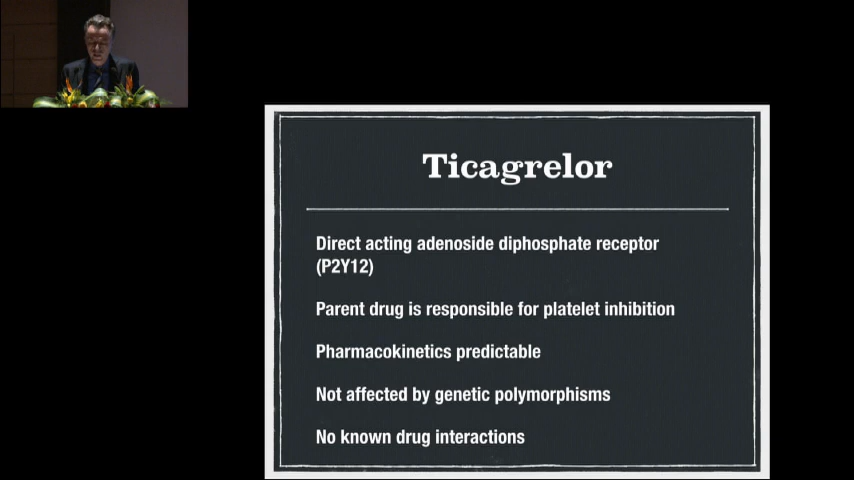 Ticagrelor
Direct acting adenoside diphosphate receptor
(P2Y12)
Parent drug is responsible for platelet inhibition
Pharmacokinetics predictable
Not affected by genetic polymorphisms
No known drug interactions